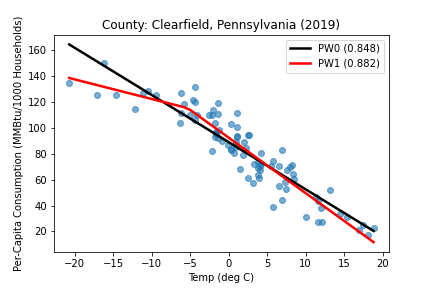 County: Clearfield, Pennsylvania (2019)
PW0 (0.848)
PW1 (0.882)
Per-Capita Consumption (MMBtu/1000 Households)
160
140
120
100
80
60
40
20
−20 −15 −10 −5 0 5 10 15 20
Temp (deg C)